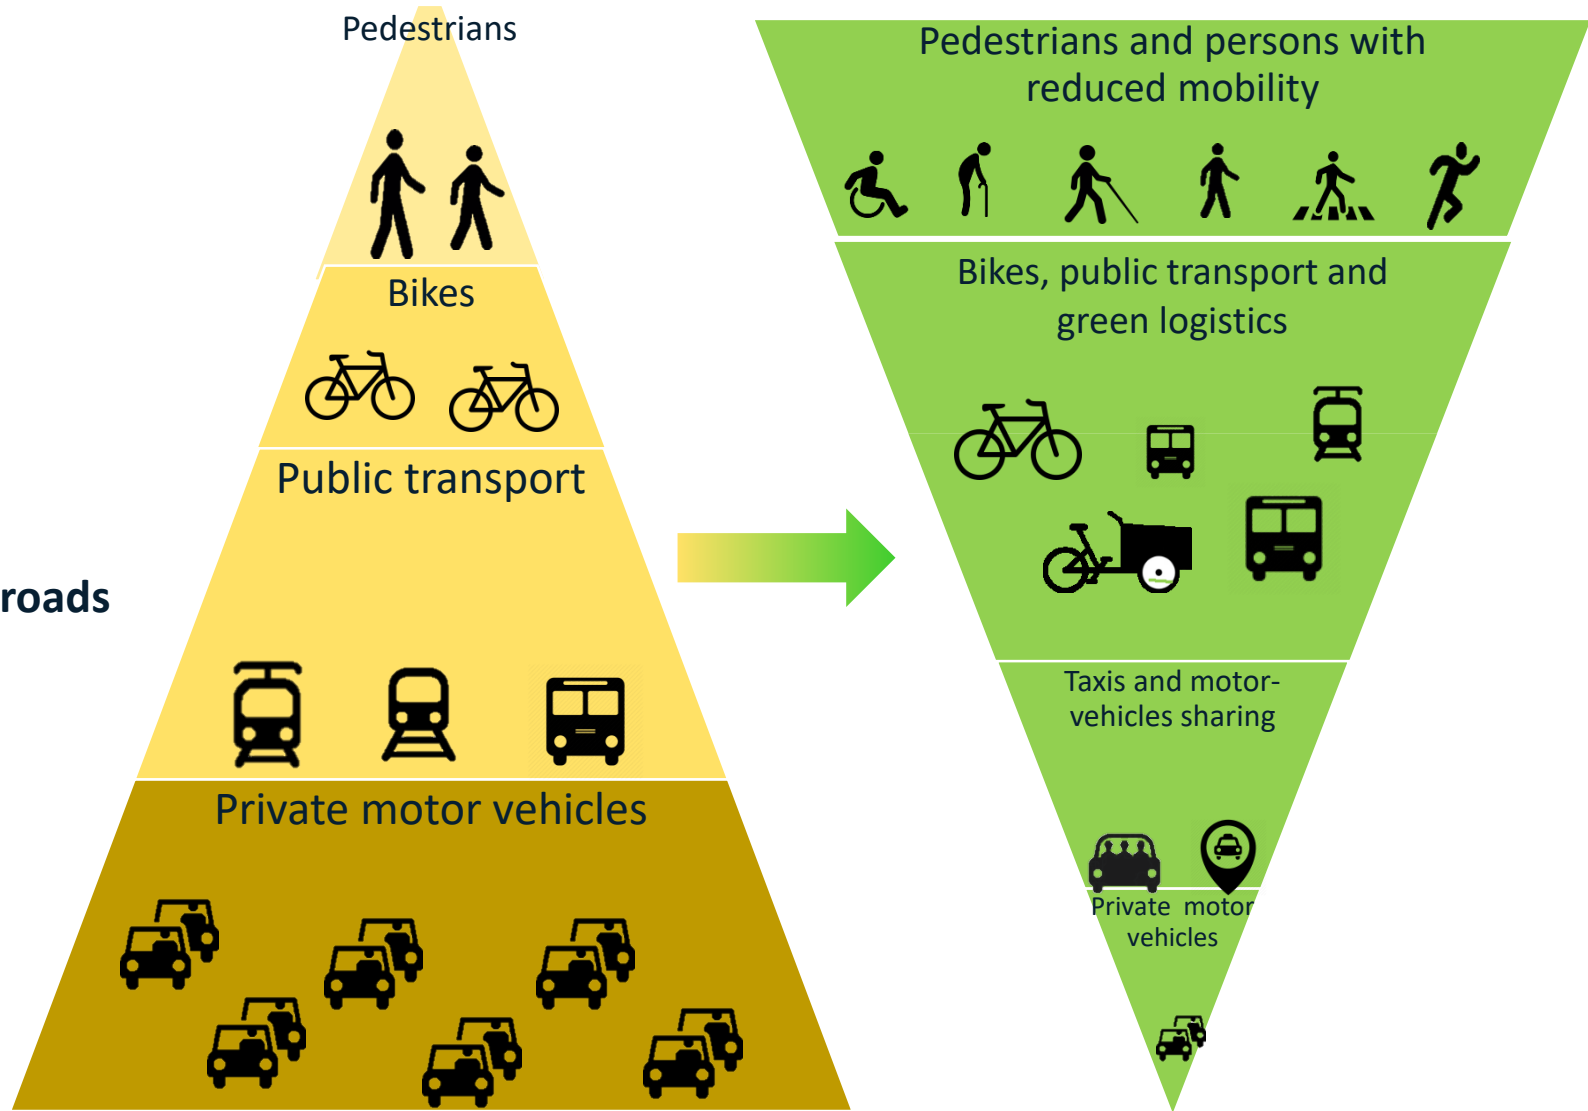 Pedestrians
Bikes
Public transport
roads
Private motor vehicles
Pedestrians and persons with
reduced mobility
Bikes, public transport and
green logistics
Taxis and motor-
vehicles sharing
Private motor
vehicles